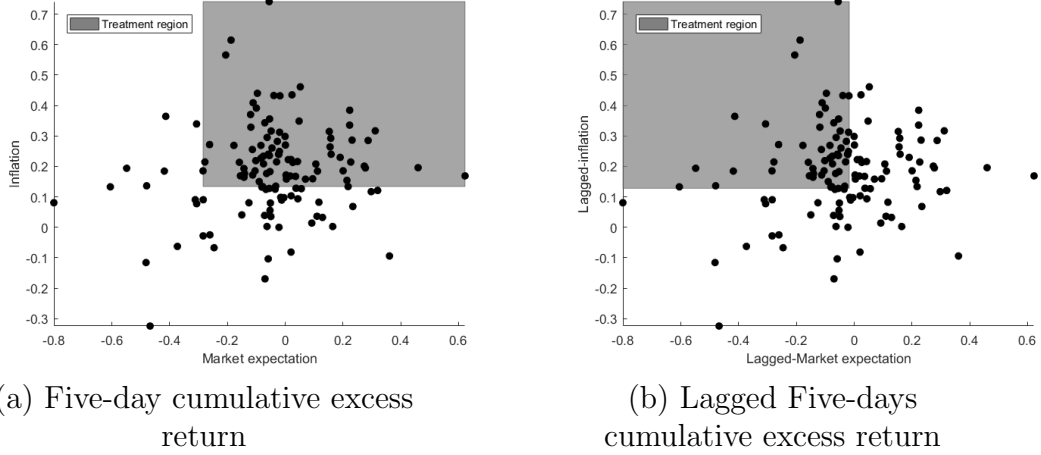 0.7
0.6
0.5
0.4
0.3
0.2
0.1
0
-0.1
-0.2
-0.3
Inflation
Treatment region
-0.8 -0.6 -0.4 -0.2 0 0.2 0.4 0.6
Market expectation
(a) Five-day cumulative excess
return
0.7
0.6
0.5
0.4
0.3
0.2
0.1
0
-0.1
-0.2
-0.3
Lagged-inflation
Treatment region
-0.8 -0.6 -0.4 -0.2 0 0.2 0.4 0.6
Lagged-Market expectation
(b) Lagged Five-days
cumulative excess return